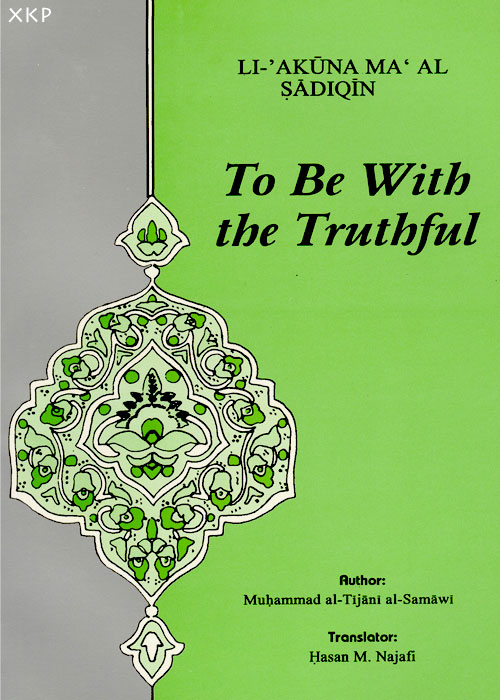 XKP
LI-’AKŪNA MA‘ AL
ṢĀDIQĪN
To Be With
the Truthful
Author:
Muḥammad al-Tijānī al-Samāwī
Translator:
Ḥasan M. Najafī